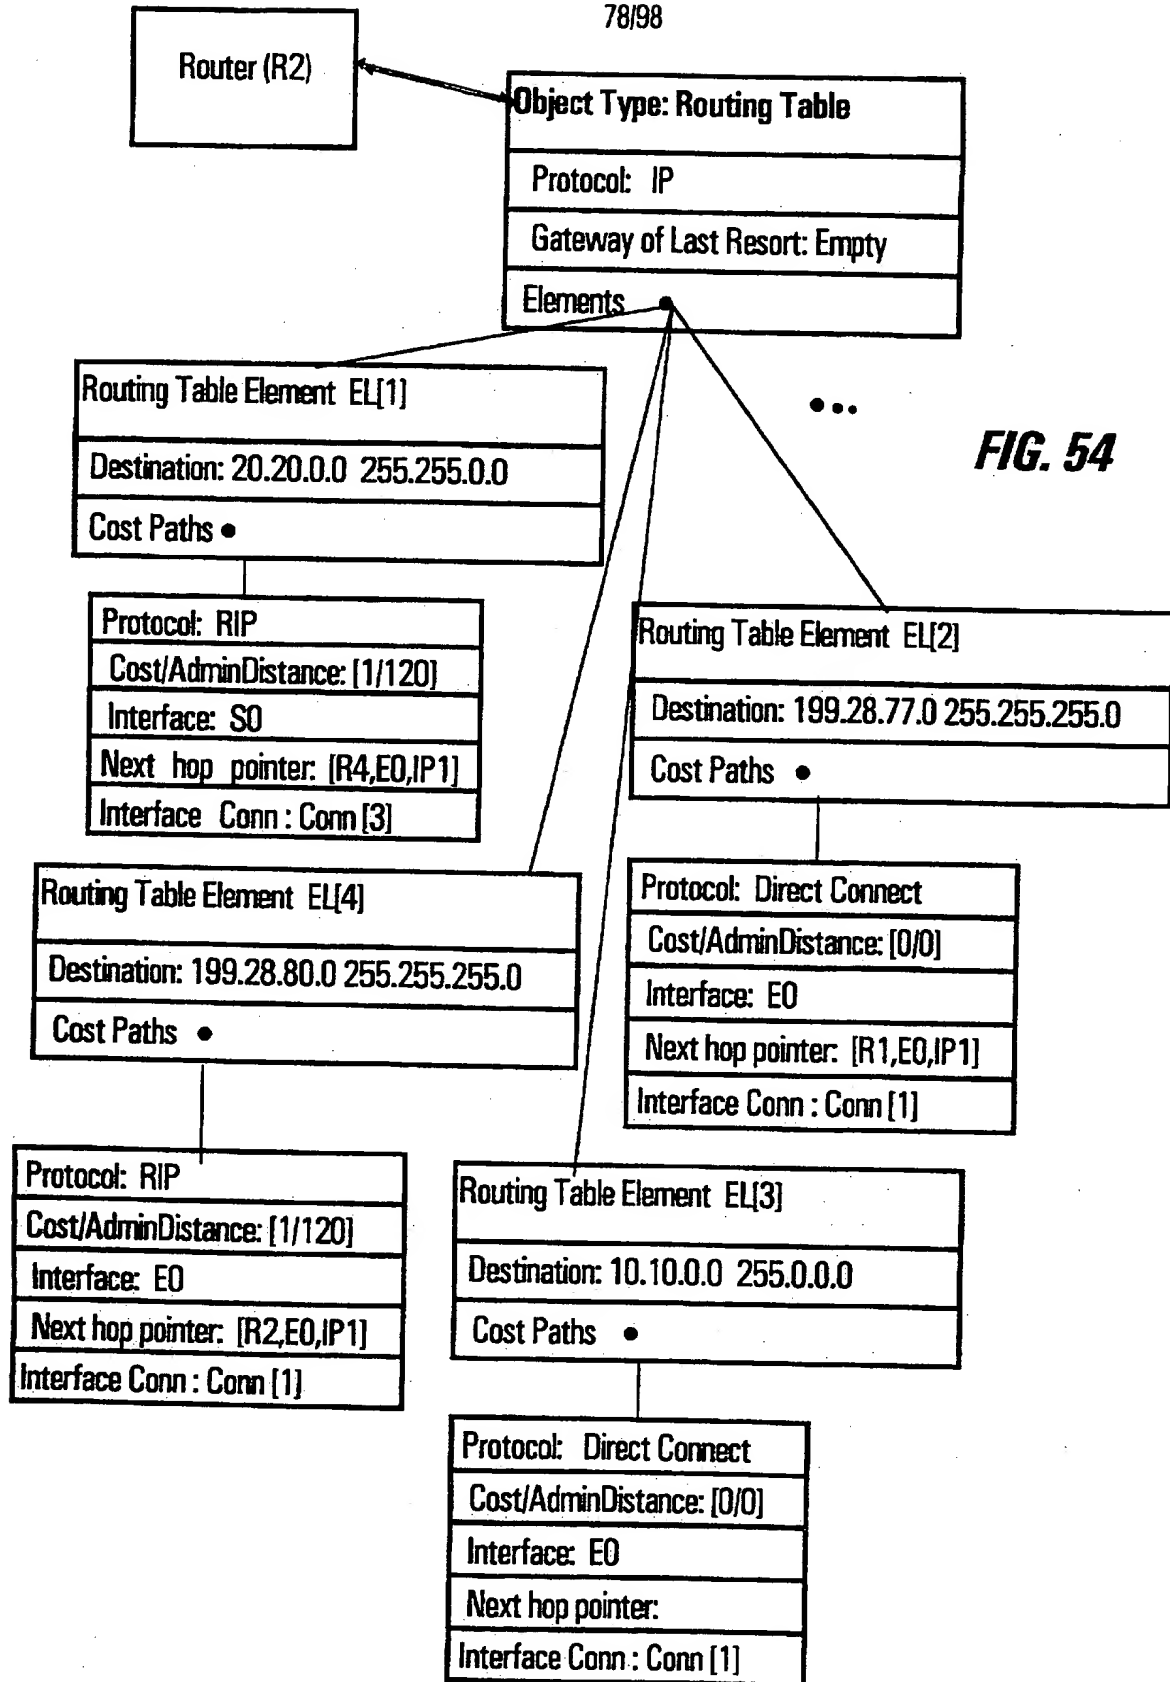 78/98
Router (R2)
Object Type: Routing Table
Protocol: IP
Gateway of Last Resort: Empty
Elements
Routing Table Element EL[1]
Destination: 20.20.0.0 255.255.0.0
Cost Paths
FIG. 54
Protocol: RIP
Cost/AdminDistance: [1/120]
Interface: S0
Next hop pointer: [R4,E0,IP1]
Interface Conn : Conn [3]
Routing Table Element EL[2]
Destination: 199.28.77.0 255.255.255.0
Cost Paths
Protocol: Direct Connect
Cost/AdminDistance: [0/0]
Interface: E0
Next hop pointer: [R1,E0,IP1]
Interface Conn : Conn [1]
Routing Table Element EL[4]
Destination: 199.28.80.0 255.255.255.0
Cost Paths
Protocol: RIP
Cost/AdminDistance: [1/120]
Interface: E0
Next hop pointer: [R2,E0,IP1]
Interface Conn : Conn [1]
Routing Table Element EL[3]
Destination: 10.10.0.0 255.0.0.0
Cost Paths
Protocol: Direct Connect
Cost/AdminDistance: [0/0]
Interface: E0
Next hop pointer:
Interface Conn : Conn [1]